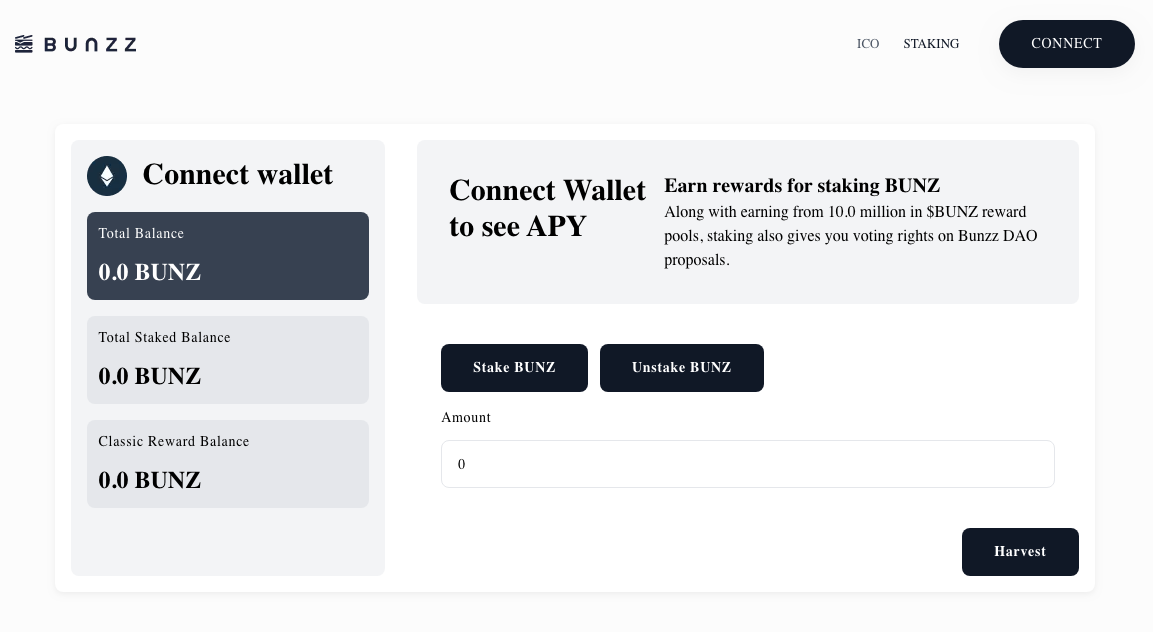 BUNZZ
ICO
STAKING
CONNECT
Connect wallet
Total Balance
0.0 BUNZ
Total Staked Balance
0.0 BUNZ
Classic Reward Balance
0.0 BUNZ
Connect Wallet
to see APY
Earn rewards for staking BUNZ
Along with earning from 10.0 million in $BUNZ reward
pools, staking also gives you voting rights on Bunzz DAO
proposals.
Stake BUNZ
Unstake BUNZ
Amount
0
Harvest